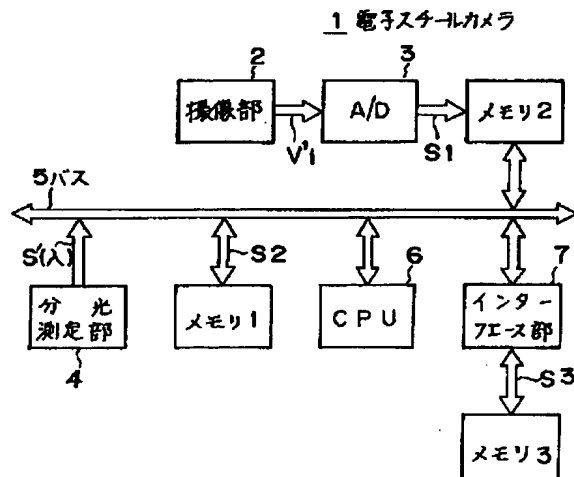 1 電子スチールカメラ
2
3
撮像部
A/D
メモリ2
V'i
S1
5バス
S'(λ)
S2
6
7
分光
測定部
メモリ1
CPU
インター
フエース部
4
S3
メモリ3